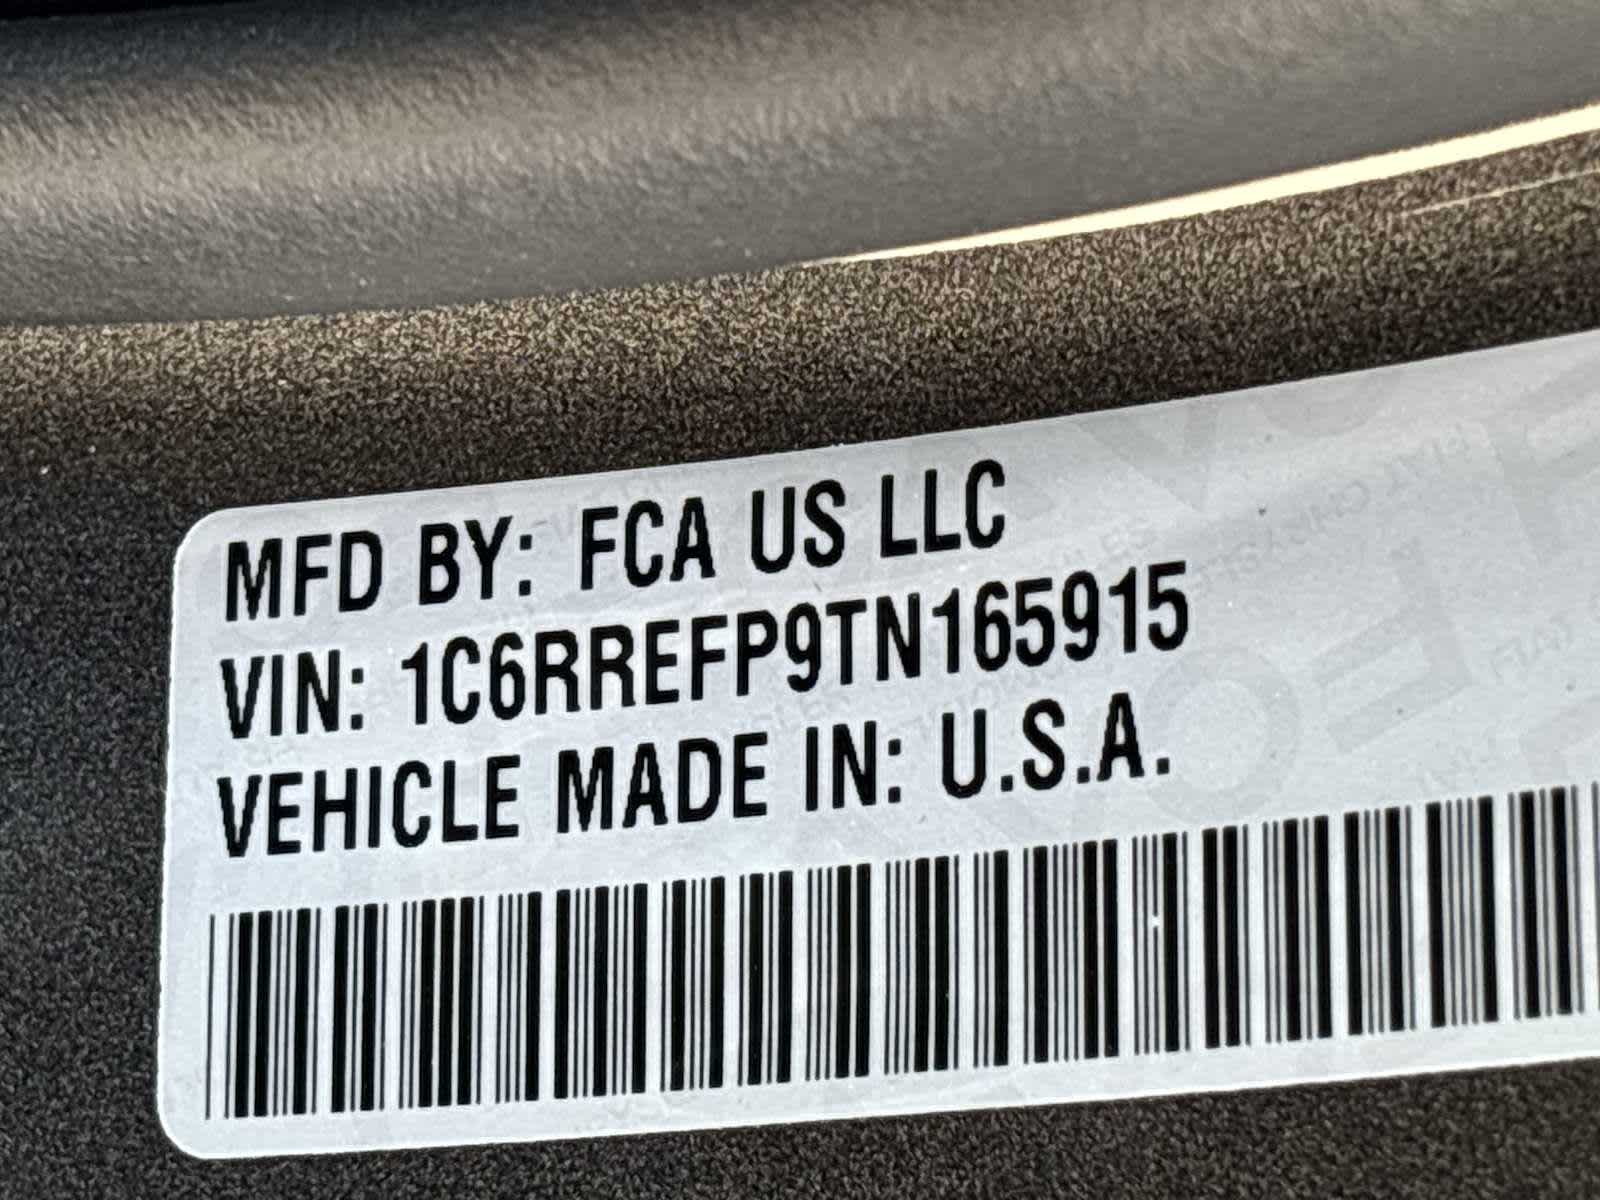 MFD BY: FCA US LLC
VIN: 1C6RREFP9TN165915
VEHICLE MADE IN: U.S.A.